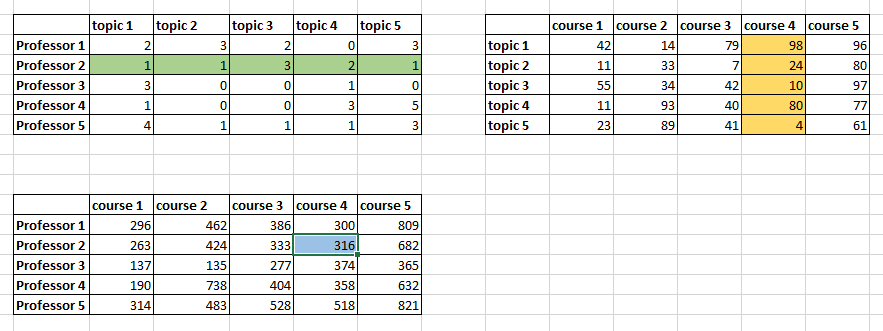 topic 1 topic 2 topic 3 topic 4 topic 5
Professor 1 2 3 2 0 3
Professor 2 1 1 3 2 1
Professor 3 3 0 0 1 0
Professor 4 1 0 0 3 5
Professor 5 4 1 1 1 3
course 1 course 2 course 3 course 4 course 5
topic 1 42 14 79 98 96
topic 2 11 33 7 24 80
topic 3 55 34 42 10 97
topic 4 11 93 40 80 77
topic 5 23 89 41 4 61
course 1 course 2 course 3 course 4 course 5
Professor 1 296 462 386 300 809
Professor 2 263 424 333 316 682
Professor 3 137 135 277 374 365
Professor 4 190 738 404 358 632
Professor 5 314 483 528 518 821